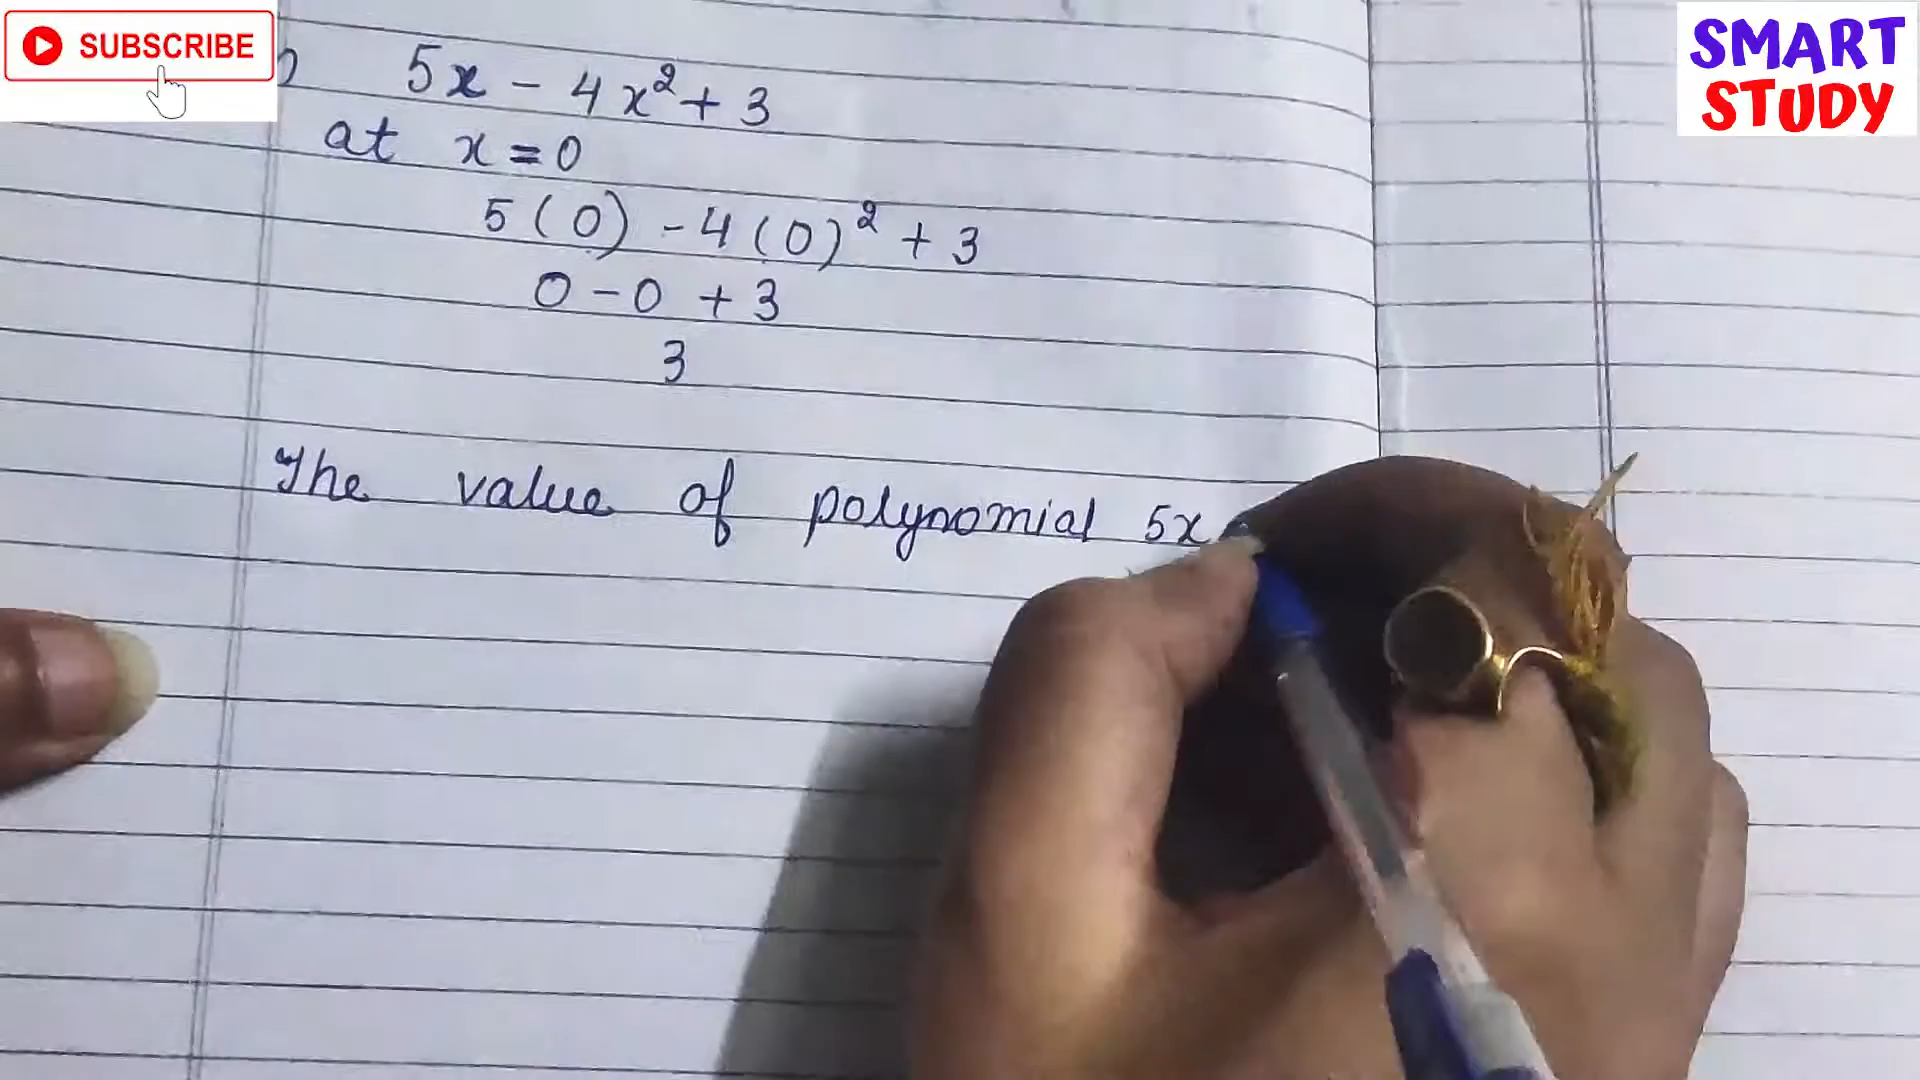 SUBSCRIBE
SMART
STUDY
5x - 4x² + 3
at x = 0
5(0) - 4(0)² + 3
0 - 0 + 3
3
The value of polynomial 5x